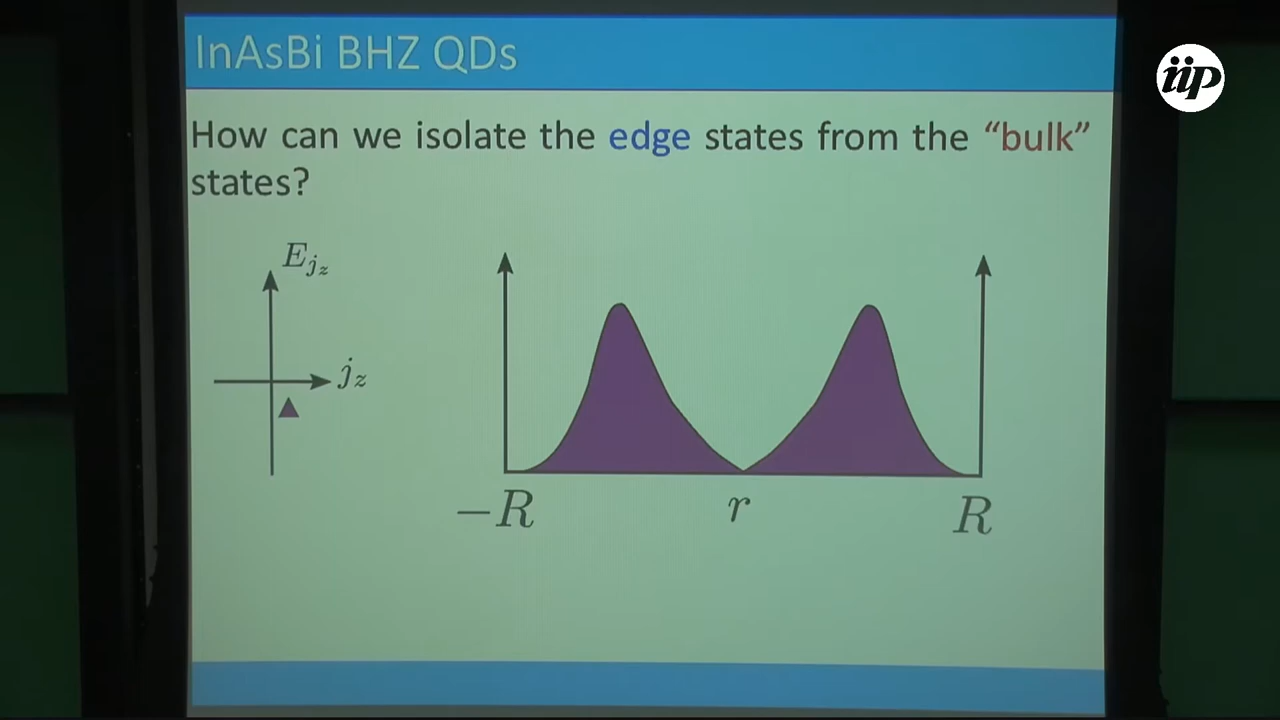 InAsBi BHZ QDs
iip
How can we isolate the edge states from the “bulk”
states?
E_{j_z}
j_z
−R
r
R